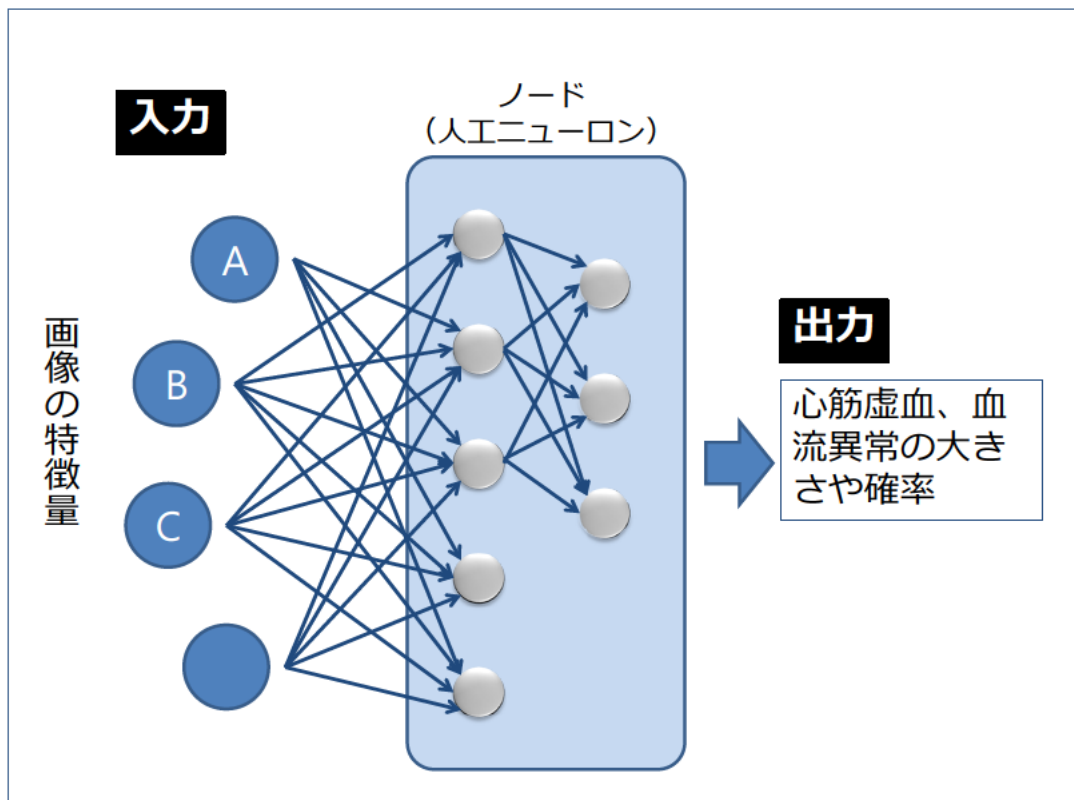 入力
ノード
（人工ニューロン）
A
B
C
画像の特徴量
出力
心筋虚血、血
流異常の大き
さや確率